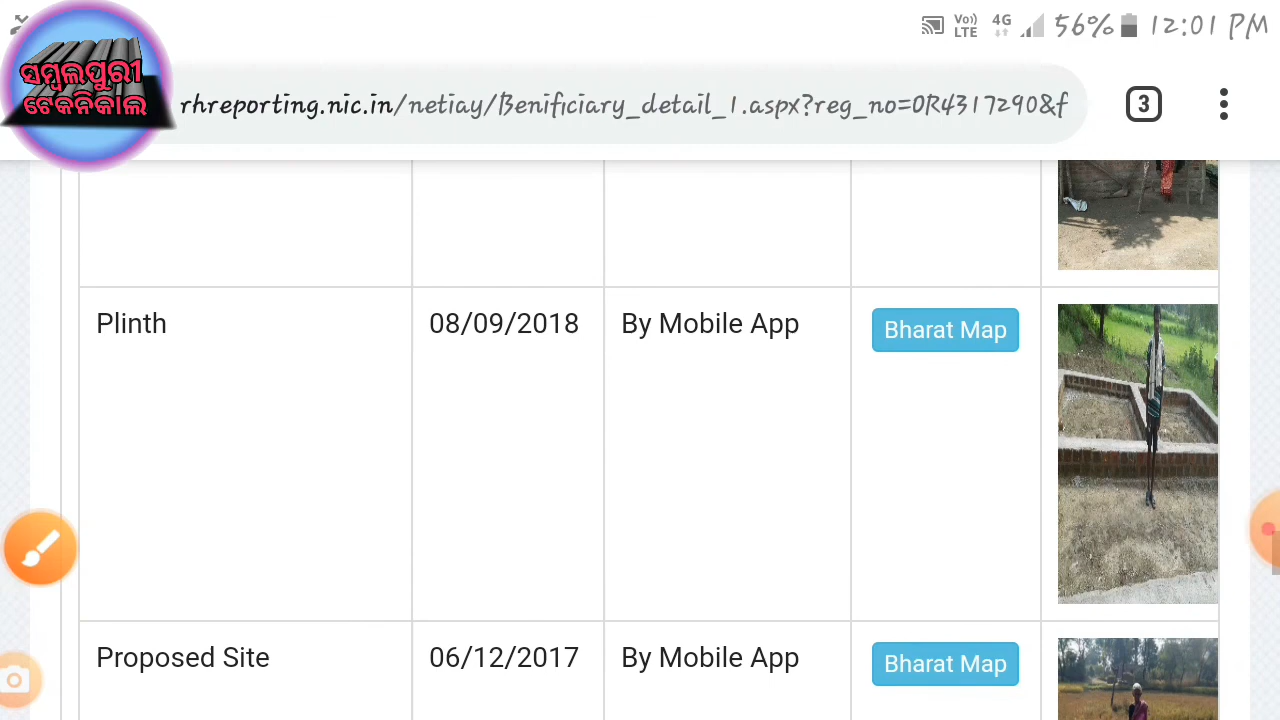 Vo))
LTE
4G
56%
12:01 PM
ସମ୍ବଲପୁରୀ
ଟେକନିକାଲ
rhreporting.nic.in/netiay/Benificiary_detail_1.aspx?reg_no=OR4317290&f
3
Plinth
08/09/2018
By Mobile App
Bharat Map
Proposed Site
06/12/2017
By Mobile App
Bharat Map